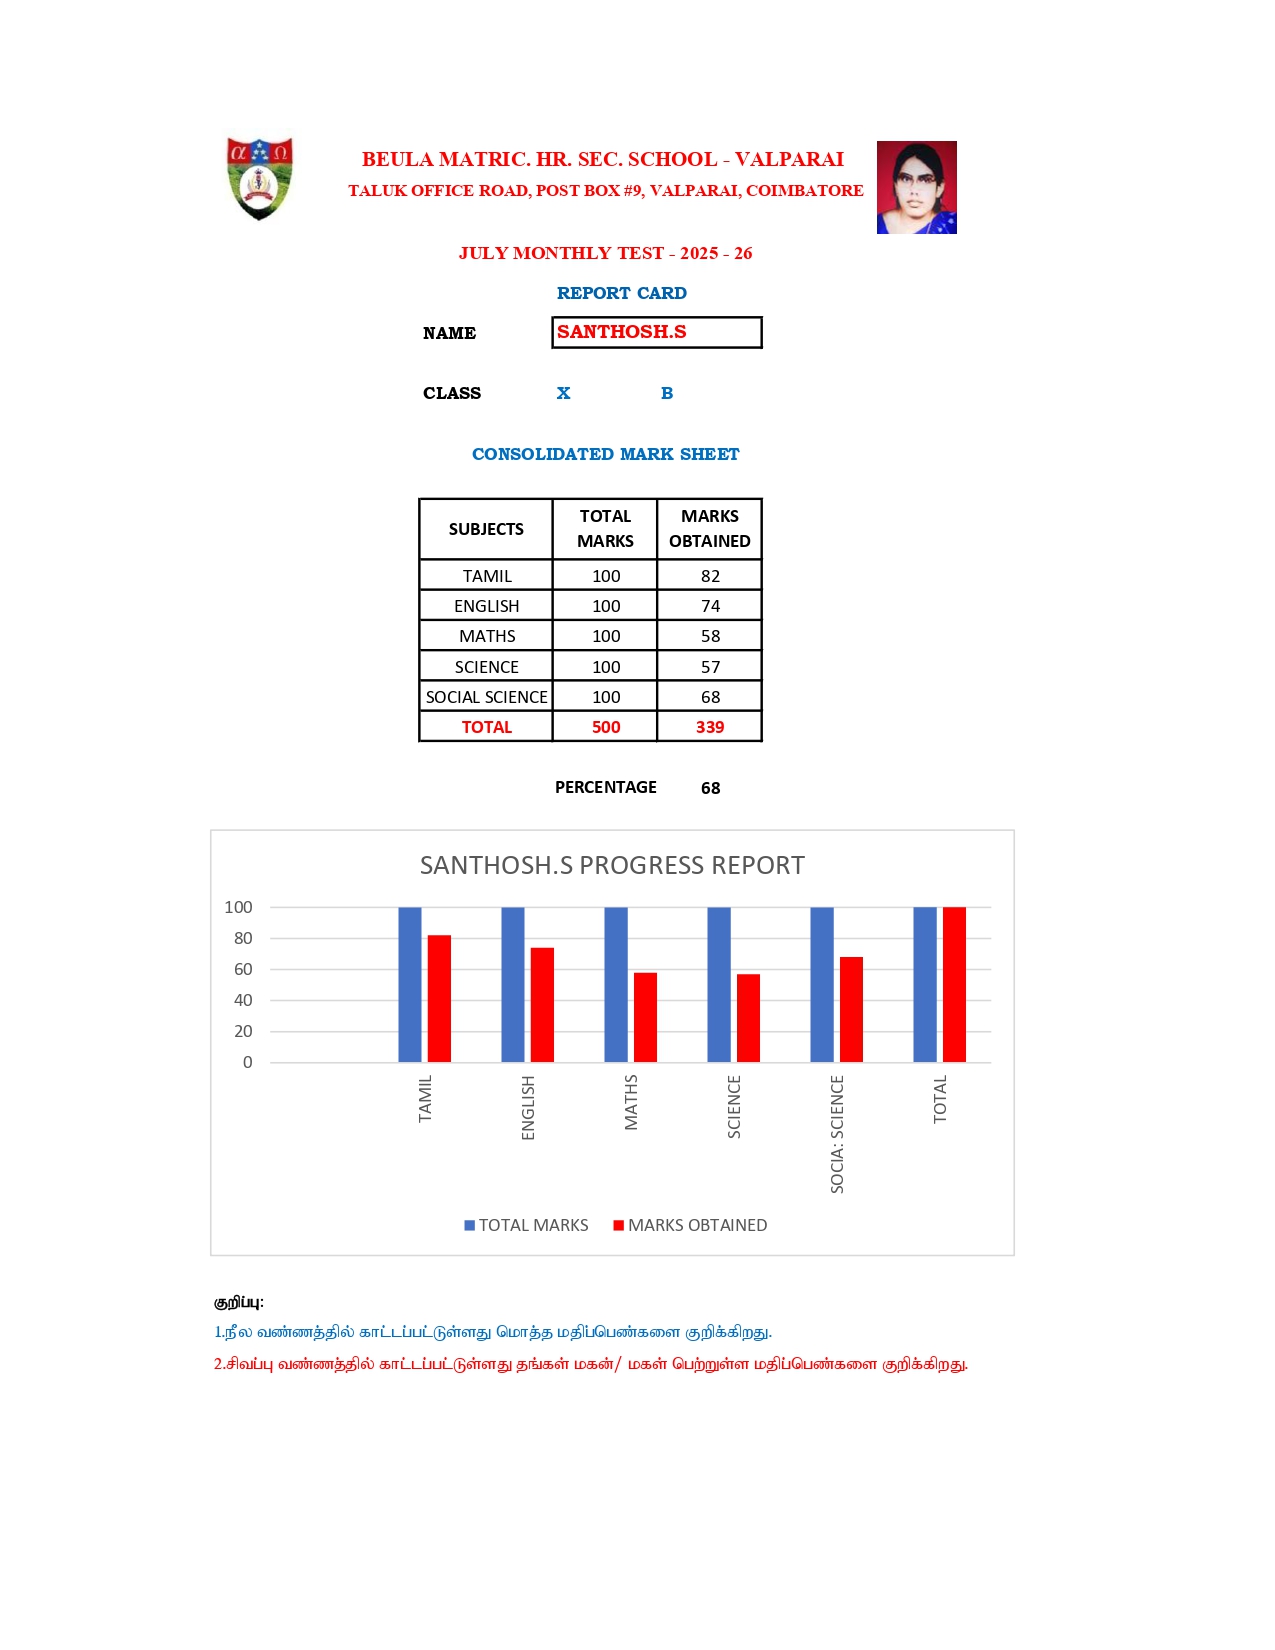 α Ω
BEULA MATRIC. HR. SEC. SCHOOL - VALPARAI
TALUK OFFICE ROAD, POST BOX #9, VALPARAI, COIMBATORE
JULY MONTHLY TEST - 2025 - 26
REPORT CARD
NAME SANTHOSH.S
CLASS X B
CONSOLIDATED MARK SHEET
SUBJECTS TOTAL MARKS MARKS OBTAINED
TAMIL 100 82
ENGLISH 100 74
MATHS 100 58
SCIENCE 100 57
SOCIAL SCIENCE 100 68
TOTAL 500 339
PERCENTAGE 68
SANTHOSH.S PROGRESS REPORT
100
80
60
40
20
0
TAMIL ENGLISH MATHS SCIENCE SOCIA: SCIENCE TOTAL
TOTAL MARKS MARKS OBTAINED
குறிப்பு:
1.நீல வண்ணத்தில் காட்டப்பட்டுள்ளது மொத்த மதிப்பெண்களை குறிக்கிறது.
2.சிவப்பு வண்ணத்தில் காட்டப்பட்டுள்ளது தங்கள் மகன்/ மகள் பெற்றுள்ள மதிப்பெண்களை குறிக்கிறது.